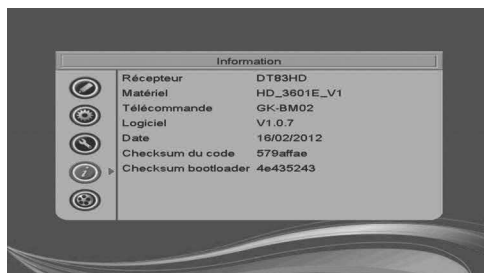 Information
Récepteur DT83HD
Matériel HD_3601E_V1
Télécommande GK-BM02
Logiciel V1.0.7
Date 16/02/2012
Checksum du code 579affae
Checksum bootloader 4e435243